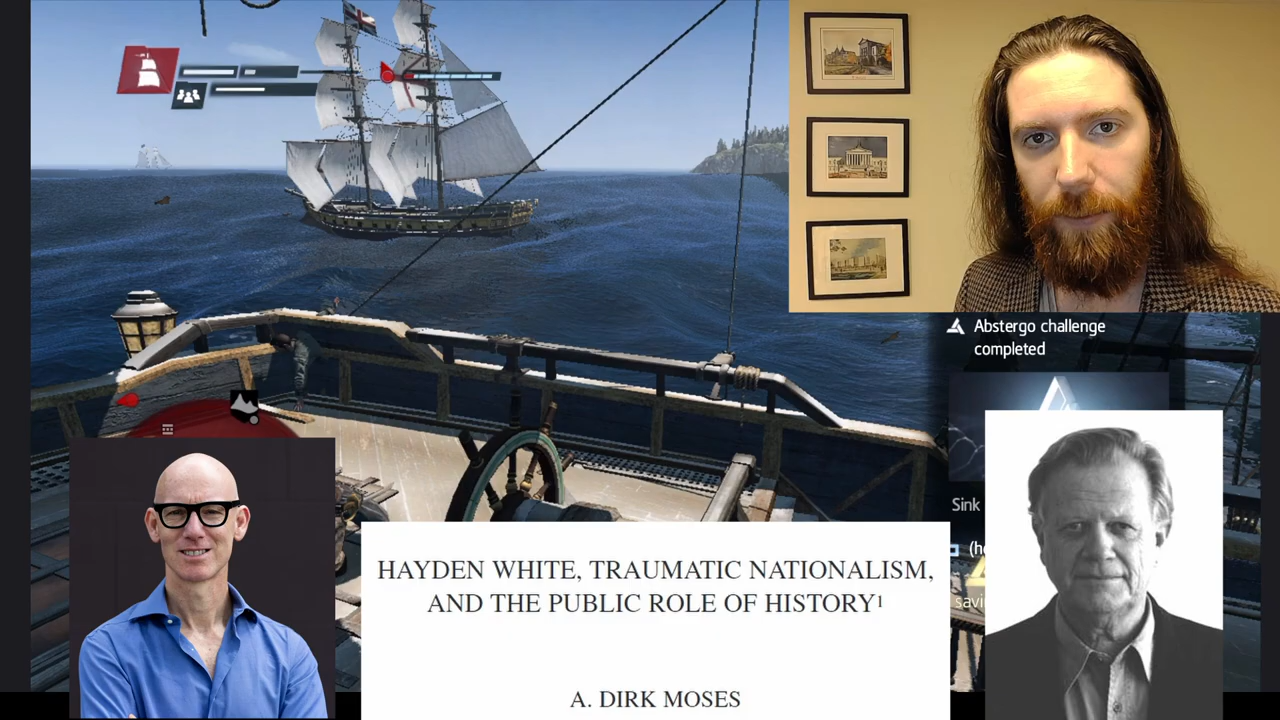 Abstergo challenge
completed
Sink
HAYDEN WHITE, TRAUMATIC NATIONALISM,
AND THE PUBLIC ROLE OF HISTORY¹
A. DIRK MOSES